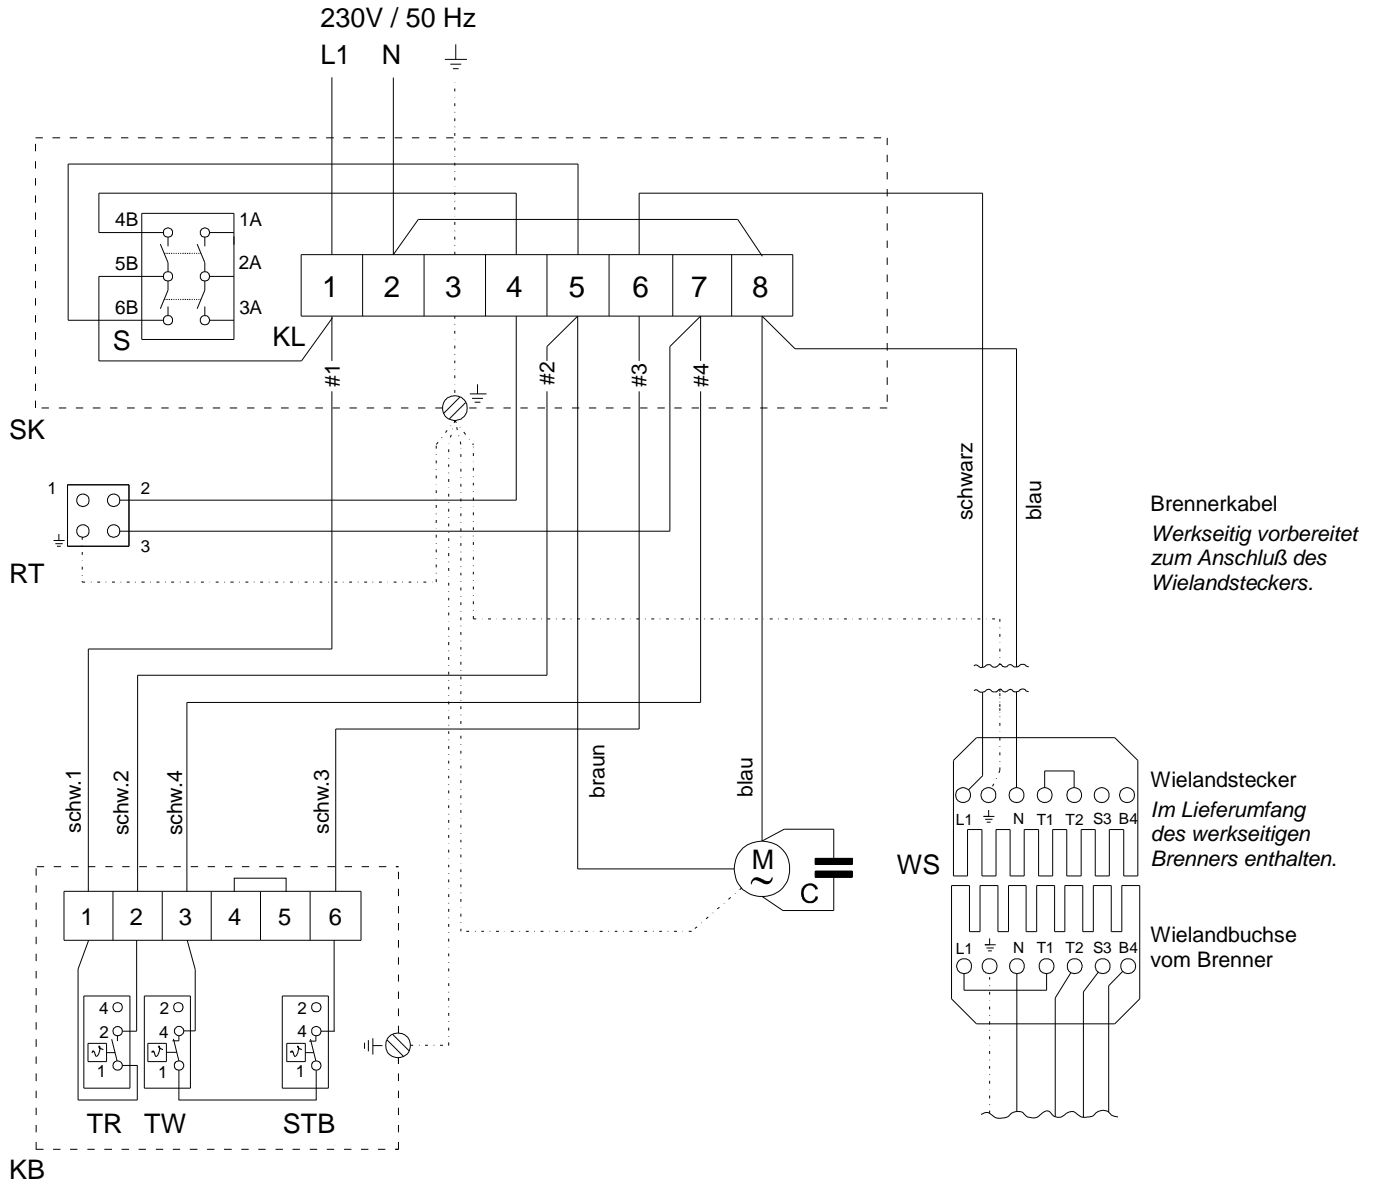 230V / 50 Hz
L1 N
4B 1A
5B 2A
6B 3A
S
KL
1 2 3 4 5 6 7 8
#1 #2 #3 #4
SK
1 2
3
RT
schwarz
blau
Brennerkabel
Werkseitig vorbereitet
zum Anschluß des
Wielandsteckers.
schw.1
schw.2
schw.4
schw.3
braun
blau
M
~
C
WS
L1 N T1 T2 S3 B4
Wielandstecker
Im Lieferumfang
des werkseitigen
Brenners enthalten.
L1 N T1 T2 S3 B4
Wielandbuchse
vom Brenner
1 2 3 4 5 6
4 2 2
2 4 4
1 1 1
TR TW STB
KB